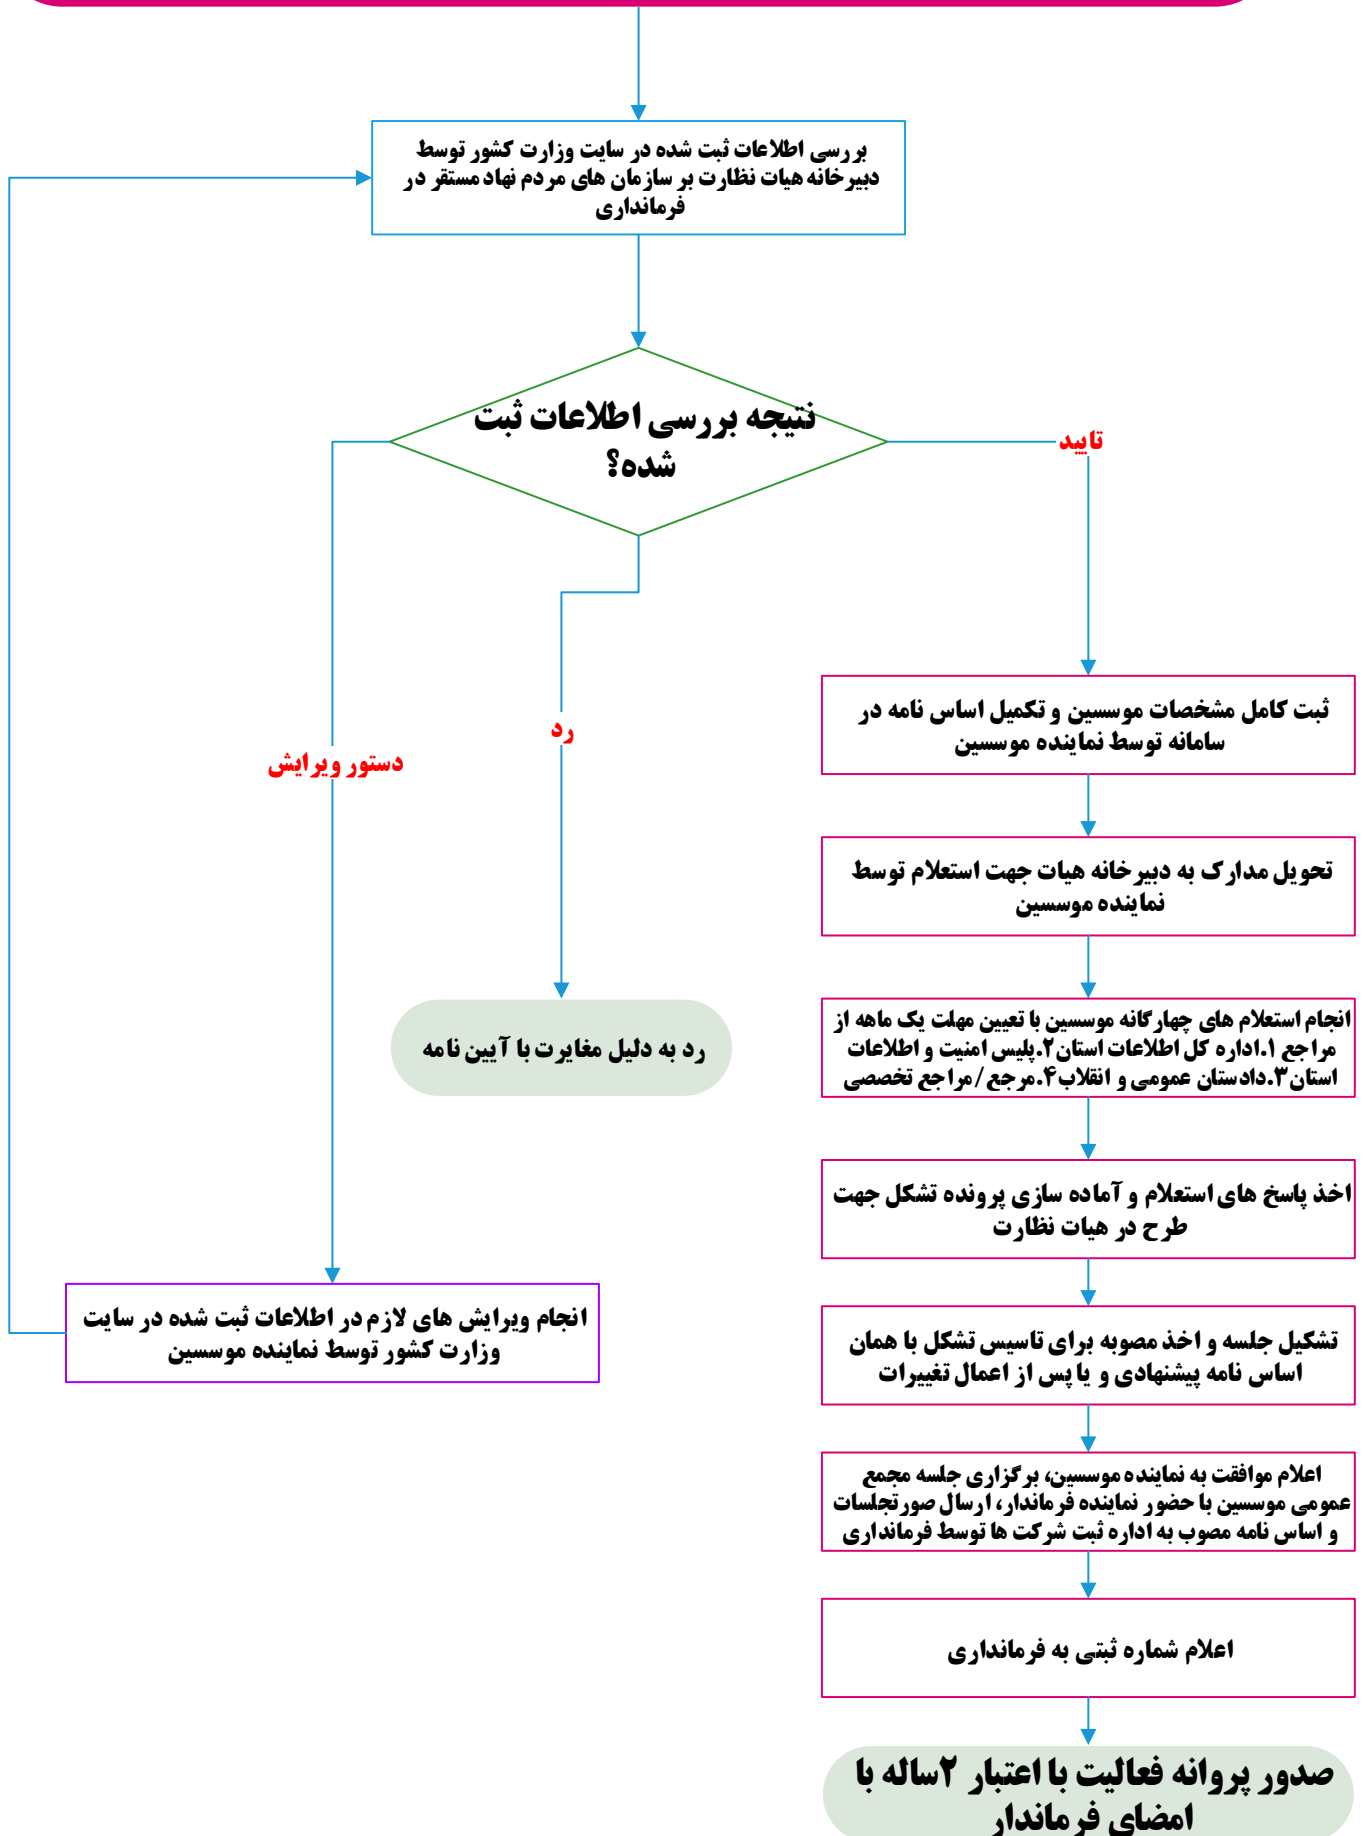 بررسی اطلاعات ثبت شده در سایت وزارت کشور توسط
دبیرخانه هیات نظارت بر سازمان های مردم نهاد مستقر در
فرمانداری
نتیجه بررسی اطلاعات ثبت
شده؟
تایید
رد
دستور ویرایش
ثبت کامل مشخصات موسسین و تکمیل اساس نامه در
سامانه توسط نماینده موسسین
تحویل مدارک به دبیرخانه هیات جهت استعلام توسط
نماینده موسسین
انجام استعلام های چهارگانه موسسین با تعیین مهلت یک ماهه از
مراجع ۱.اداره کل اطلاعات استان۲.پلیس امنیت و اطلاعات
استان۳.دادستان عمومی و انقلاب۴.مرجع/مراجع تخصصی
رد به دلیل مغایرت با آیین نامه
اخذ پاسخ های استعلام و آماده سازی پرونده تشکل جهت
طرح در هیات نظارت
انجام ویرایش های لازم در اطلاعات ثبت شده در سایت
وزارت کشور توسط نماینده موسسین
تشکیل جلسه و اخذ مصوبه برای تاسیس تشکل با همان
اساس نامه پیشنهادی و یا پس از اعمال تغییرات
اعلام موافقت به نماینده موسسین، برگزاری جلسه مجمع
عمومی موسسین با حضور نماینده فرماندار، ارسال صورتجلسات
و اساس نامه مصوب به اداره ثبت شرکت ها توسط فرمانداری
اعلام شماره ثبتی به فرمانداری
صدور پروانه فعالیت با اعتبار ۲ساله با
امضای فرماندار